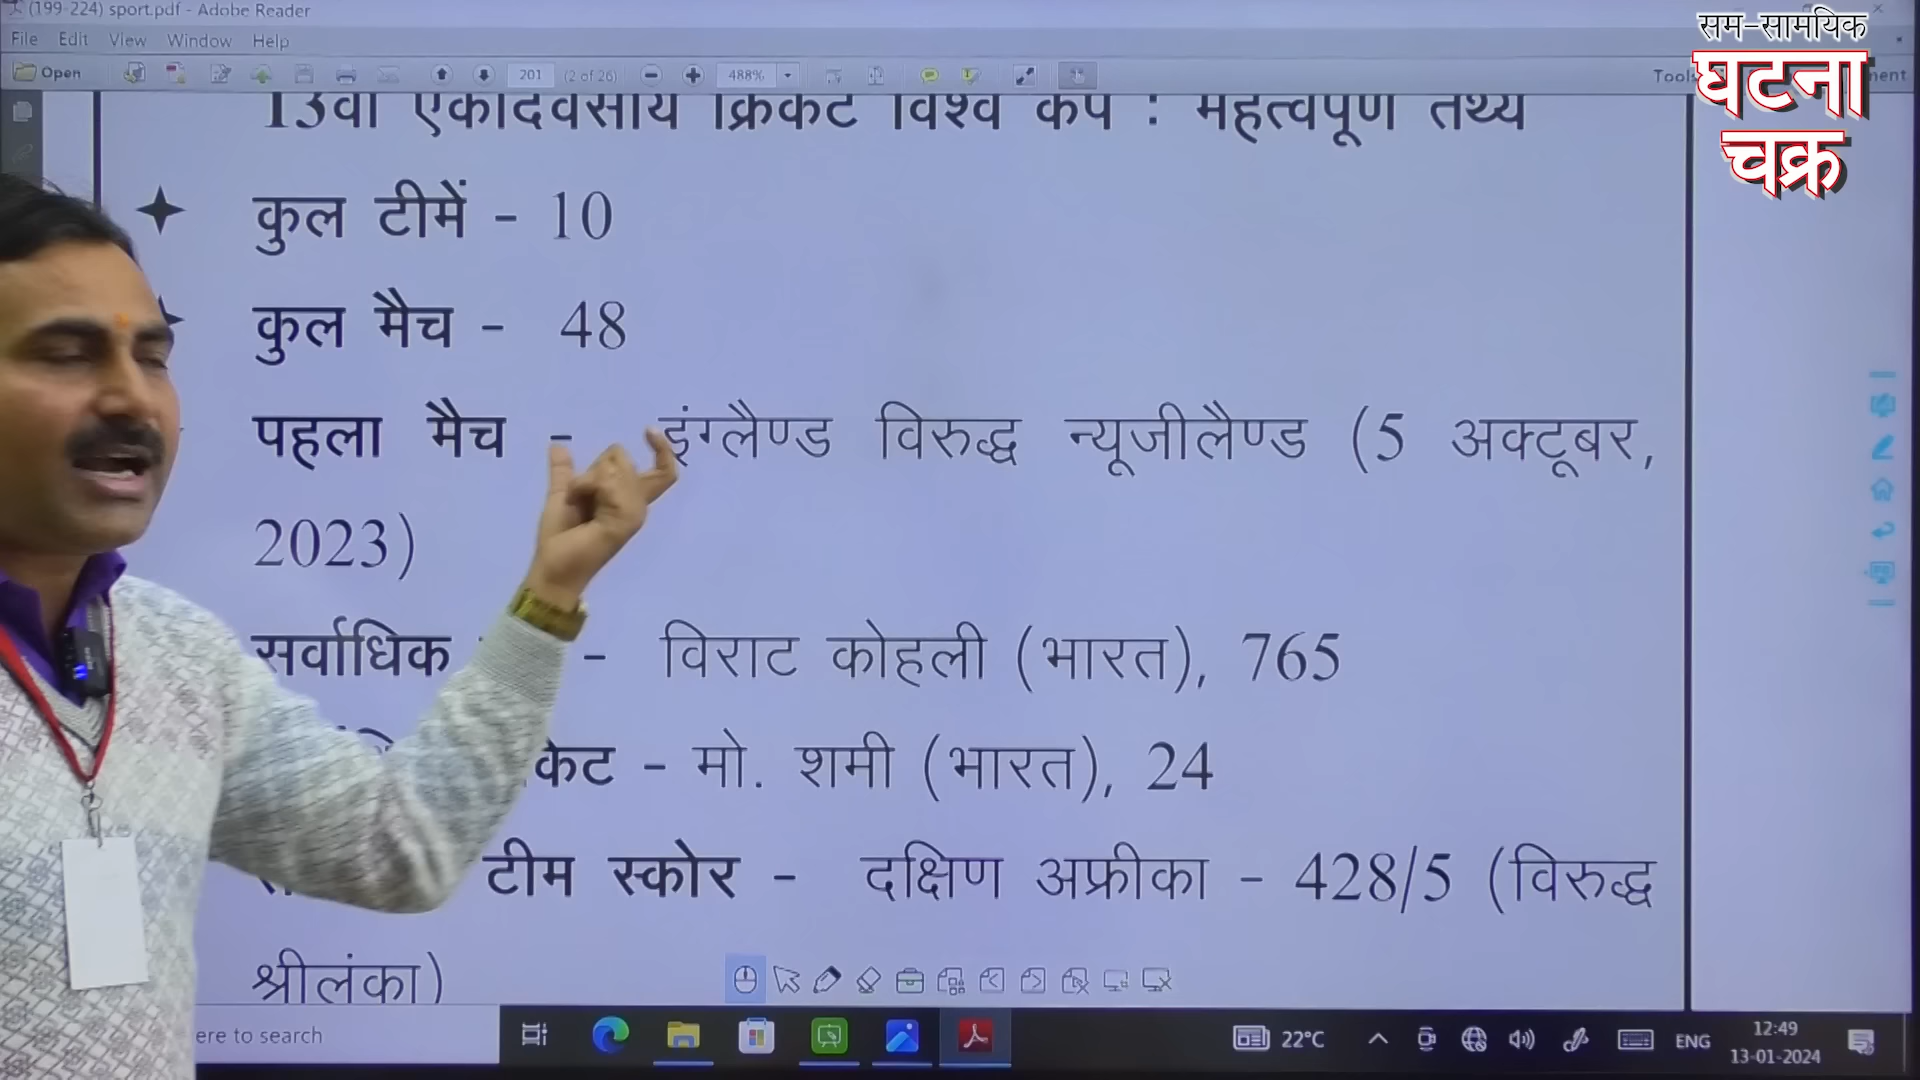 (199-224) sport.pdf - Adobe Reader
सम-सामयिक
घटना
चक्र
File Edit View Window Help
Open 201 (2 of 26) 488% Tools
13वां एकदिवसीय क्रिकेट विश्व कप : महत्वपूर्ण तथ्य
कुल टीमें - 10
कुल मैच - 48
पहला मैच - इंग्लैण्ड विरुद्ध न्यूजीलैण्ड (5 अक्टूबर,
2023)
सर्वाधिक - विराट कोहली (भारत), 765
केट - मो. शमी (भारत), 24
टीम स्कोर - दक्षिण अफ्रीका - 428/5 (विरुद्ध
श्रीलंका)
ere to search 22°C ENG 12:49
13-01-2024